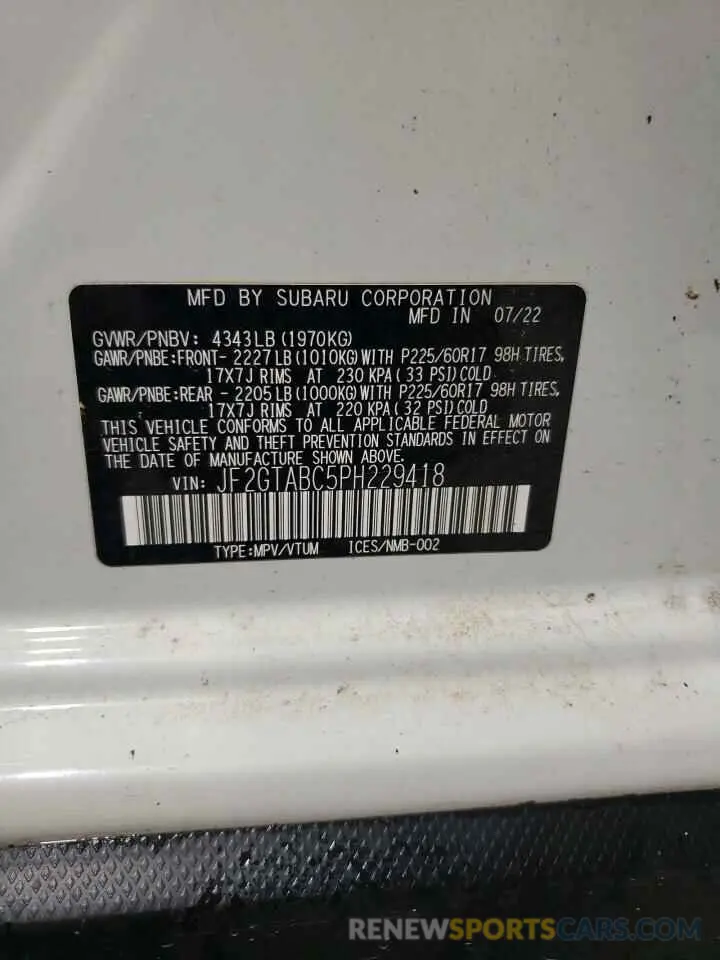 MFD BY SUBARU CORPORATION
MFD IN 07/22
GVWR/PNBV: 4343LB(1970KG)
GAWR/PNBE:FRONT- 2227LB(1010KG)WITH P225/60R17 98H TIRES,
17X7J RIMS AT 230 KPA(33 PSI)COLD
GAWR/PNBE:REAR - 2205LB(1000KG)WITH P225/60R17 98H TIRES,
17X7J RIMS AT 220 KPA(32 PSI)COLD
THIS VEHICLE CONFORMS TO ALL APPLICABLE FEDERAL MOTOR
VEHICLE SAFETY AND THEFT PREVENTION STANDARDS IN EFFECT ON
THE DATE OF MANUFACTURE SHOWN ABOVE.
VIN: JF2GTABC5PH229418
TYPE:MPV/VTUM ICES/NMB-002
RENEWSPORTSCARS.COM